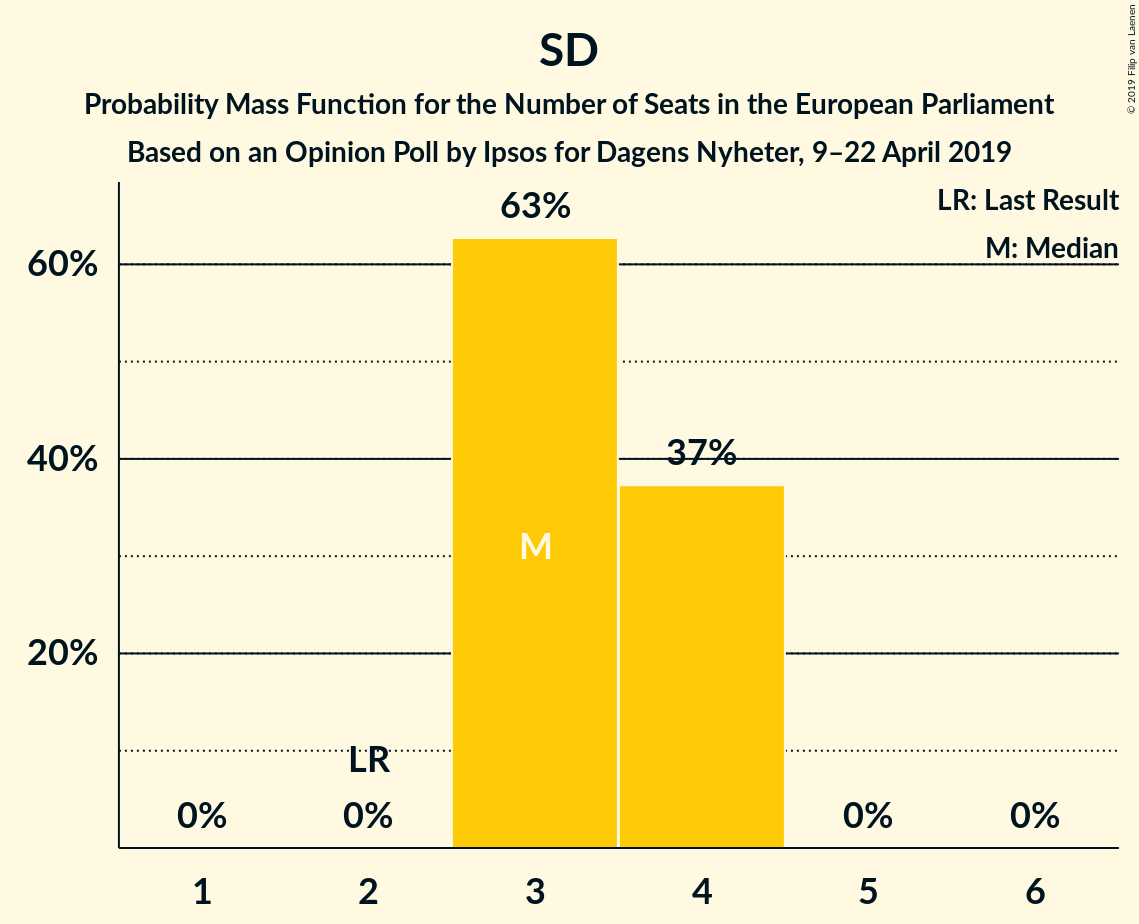 SD
Probability Mass Function for the Number of Seats in the European Parliament
Based on an Opinion Poll by Ipsos for Dagens Nyheter, 9–22 April 2019
© 2019 Filip van Laenen
LR: Last Result
M: Median
60%
40%
20%
63%
37%
M
LR
0%
0%
0%
0%
1 2 3 4 5 6